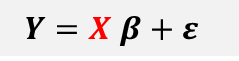 Y = X β + ε